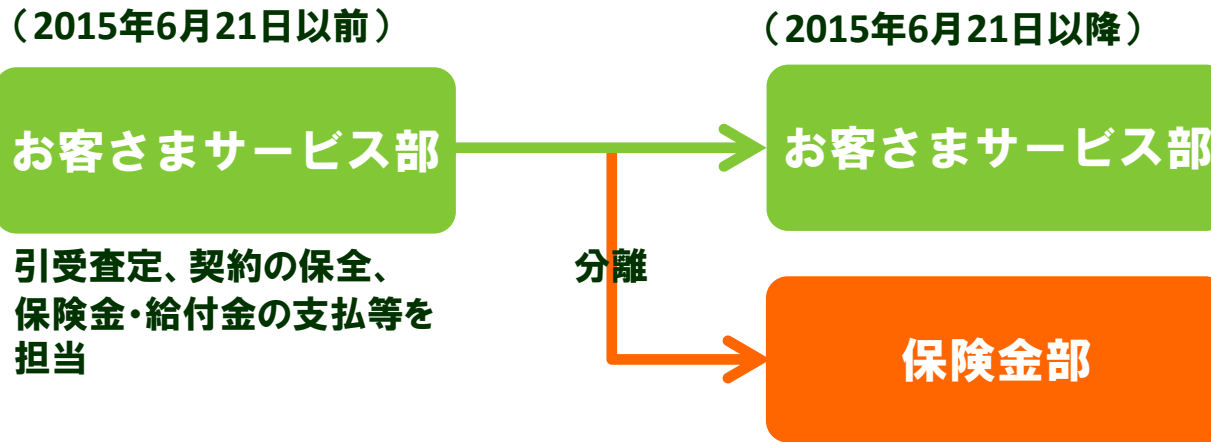 （2015年6月21日以前）
（2015年6月21日以降）
お客さまサービス部
お客さまサービス部
引受査定、契約の保全、
保険金・給付金の支払等を
担当
分離
保険金部